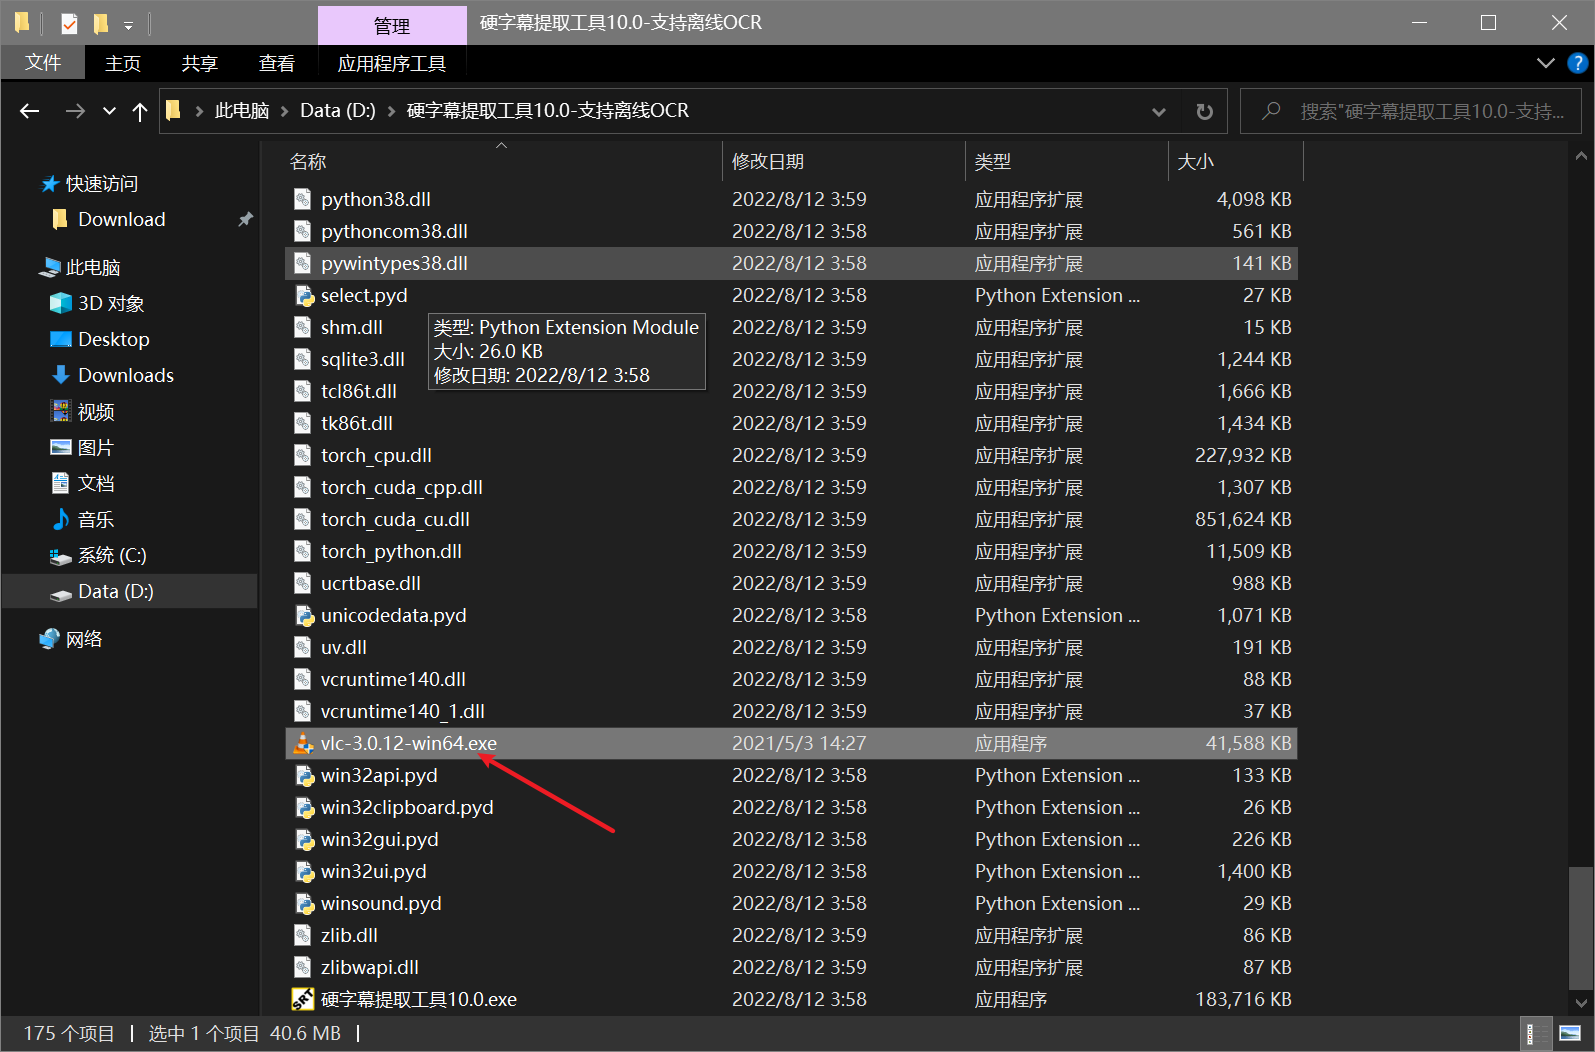 管理
硬字幕提取工具10.0-支持离线OCR
文件 主页 共享 查看 应用程序工具
此电脑 Data (D:) 硬字幕提取工具10.0-支持离线OCR
搜索"硬字幕提取工具10.0-支持...
快速访问
Download
此电脑
3D 对象
Desktop
Downloads
视频
图片
文档
音乐
系统 (C:)
Data (D:)
网络
名称 修改日期 类型 大小
python38.dll 2022/8/12 3:59 应用程序扩展 4,098 KB
pythoncom38.dll 2022/8/12 3:58 应用程序扩展 561 KB
pywintypes38.dll 2022/8/12 3:58 应用程序扩展 141 KB
select.pyd 2022/8/12 3:58 Python Extension ... 27 KB
shm.dll 2022/8/12 3:59 应用程序扩展 15 KB
sqlite3.dll 2022/8/12 3:59 应用程序扩展 1,244 KB
tcl86t.dll 2022/8/12 3:59 应用程序扩展 1,666 KB
tk86t.dll 2022/8/12 3:59 应用程序扩展 1,434 KB
torch_cpu.dll 2022/8/12 3:59 应用程序扩展 227,932 KB
torch_cuda_cpp.dll 2022/8/12 3:59 应用程序扩展 1,307 KB
torch_cuda_cu.dll 2022/8/12 3:59 应用程序扩展 851,624 KB
torch_python.dll 2022/8/12 3:59 应用程序扩展 11,509 KB
ucrtbase.dll 2022/8/12 3:59 应用程序扩展 988 KB
unicodedata.pyd 2022/8/12 3:58 Python Extension ... 1,071 KB
uv.dll 2022/8/12 3:59 应用程序扩展 191 KB
vcruntime140.dll 2022/8/12 3:59 应用程序扩展 88 KB
vcruntime140_1.dll 2022/8/12 3:59 应用程序扩展 37 KB
vlc-3.0.12-win64.exe 2021/5/3 14:27 应用程序 41,588 KB
win32api.pyd 2022/8/12 3:58 Python Extension ... 133 KB
win32clipboard.pyd 2022/8/12 3:58 Python Extension ... 26 KB
win32gui.pyd 2022/8/12 3:58 Python Extension ... 226 KB
win32ui.pyd 2022/8/12 3:58 Python Extension ... 1,400 KB
winsound.pyd 2022/8/12 3:58 Python Extension ... 29 KB
zlib.dll 2022/8/12 3:59 应用程序扩展 86 KB
zlibwapi.dll 2022/8/12 3:59 应用程序扩展 87 KB
SRT 硬字幕提取工具10.0.exe 2022/8/12 3:58 应用程序 183,716 KB
类型: Python Extension Module
大小: 26.0 KB
修改日期: 2022/8/12 3:58
175 个项目 选中 1 个项目 40.6 MB